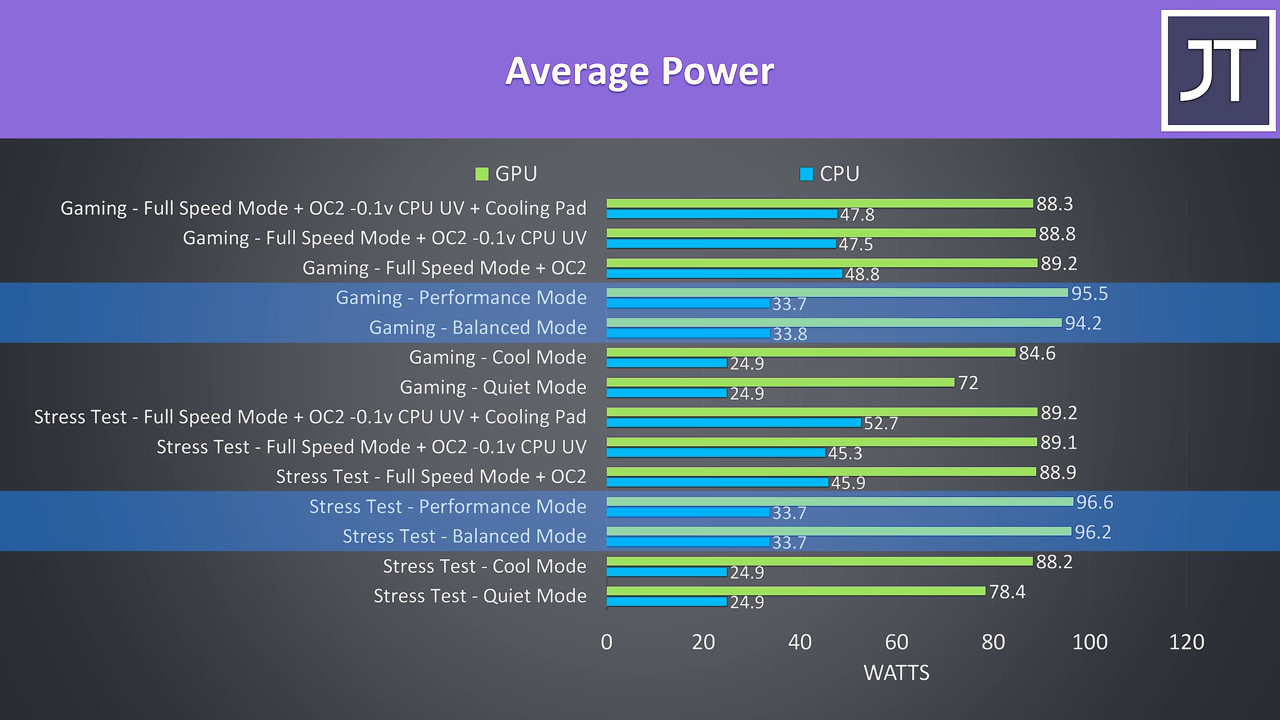 Average Power
JT
GPU
CPU
Gaming - Full Speed Mode + OC2 -0.1v CPU UV + Cooling Pad 88.3
47.8
Gaming - Full Speed Mode + OC2 -0.1v CPU UV 88.8
47.5
Gaming - Full Speed Mode + OC2 89.2
48.8
Gaming - Performance Mode 95.5
33.7
Gaming - Balanced Mode 94.2
33.8
Gaming - Cool Mode 84.6
24.9
Gaming - Quiet Mode 72
24.9
Stress Test - Full Speed Mode + OC2 -0.1v CPU UV + Cooling Pad 89.2
52.7
Stress Test - Full Speed Mode + OC2 -0.1v CPU UV 89.1
45.3
Stress Test - Full Speed Mode + OC2 88.9
45.9
Stress Test - Performance Mode 96.6
33.7
Stress Test - Balanced Mode 96.2
33.7
Stress Test - Cool Mode 88.2
24.9
Stress Test - Quiet Mode 78.4
24.9
0 20 40 60 80 100 120
WATTS